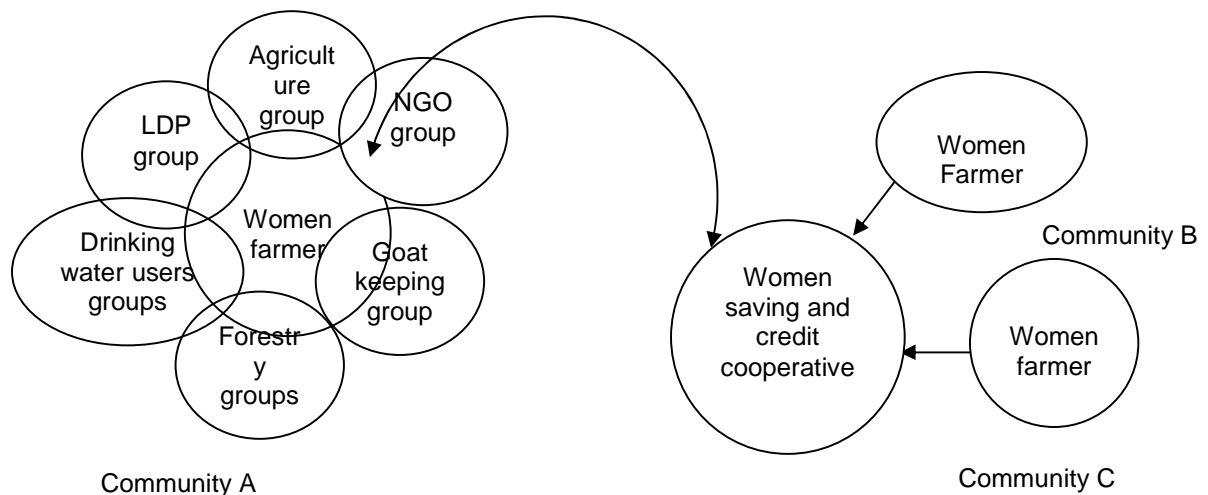 Agricult
ure
group
NGO
group
LDP
group
Women
farmer
Drinking
water users
groups
Goat
keeping
group
Forestr
y
groups
Community A
Women
saving and
credit
cooperative
Women
Farmer
Community B
Women
farmer
Community C